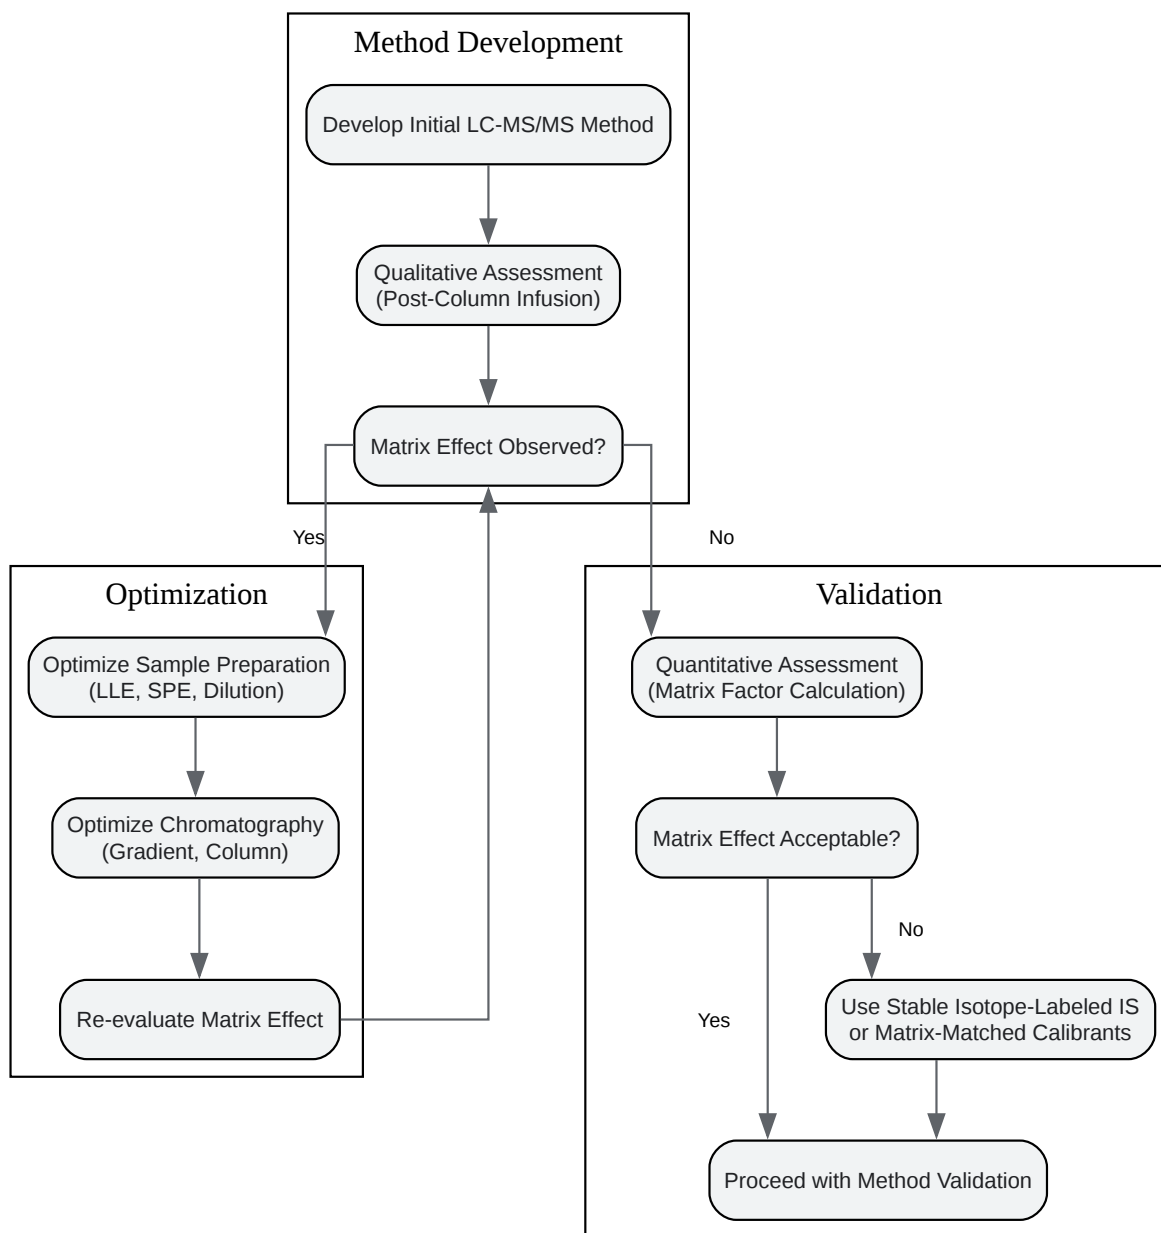 Method Development
Develop Initial LC-MS/MS Method
Qualitative Assessment
(Post-Column Infusion)
Matrix Effect Observed?
Yes
No
Optimization
Optimize Sample Preparation
(LLE, SPE, Dilution)
Optimize Chromatography
(Gradient, Column)
Re-evaluate Matrix Effect
Validation
Quantitative Assessment
(Matrix Factor Calculation)
Matrix Effect Acceptable?
No
Yes
Use Stable Isotope-Labeled IS
or Matrix-Matched Calibrants
Proceed with Method Validation